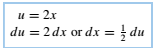 u = 2x
du = 2 dx or dx = 1/2 du